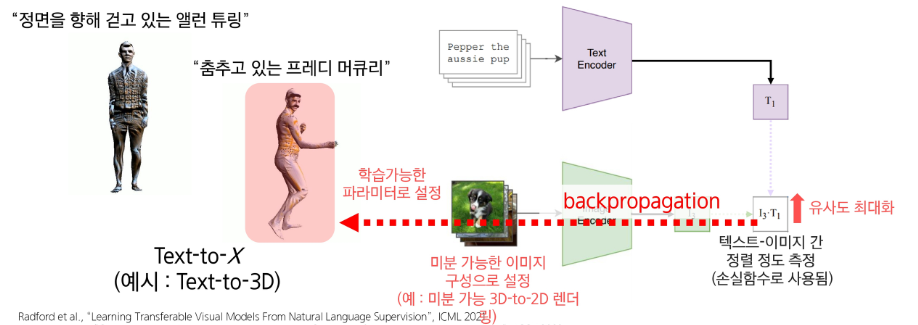 “정면을 향해 걷고 있는 앨런 튜링”
“춤추고 있는 프레디 머큐리”
Pepper the
aussie pup
Text
Encoder
T₁
학습가능한
파라미터로 설정
backpropagation
Encoder
I₃·T₁
유사도 최대화
텍스트-이미지 간
정렬 정도 측정
(손실함수로 사용됨)
미분 가능한 이미지
구성으로 설정
(예 : 미분 가능 3D-to-2D 렌더
링)
Text-to-X
(예시 : Text-to-3D)
Radford et al., “Learning Transferable Visual Models From Natural Language Supervision”, ICML 202